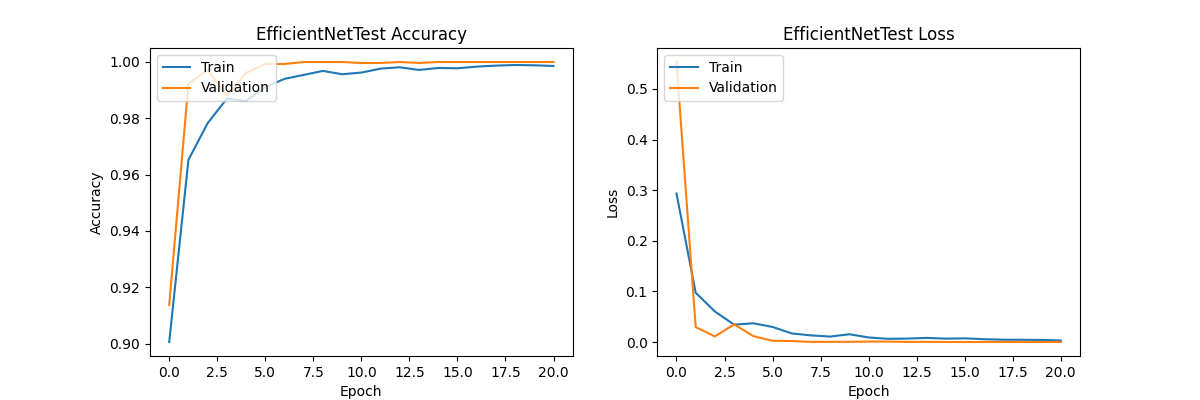 EfficientNetTest Accuracy
Train
Validation
1.00
0.98
0.96
0.94
0.92
0.90
Accuracy
0.0 2.5 5.0 7.5 10.0 12.5 15.0 17.5 20.0
Epoch
EfficientNetTest Loss
Train
Validation
0.5
0.4
0.3
0.2
0.1
0.0
Loss
0.0 2.5 5.0 7.5 10.0 12.5 15.0 17.5 20.0
Epoch